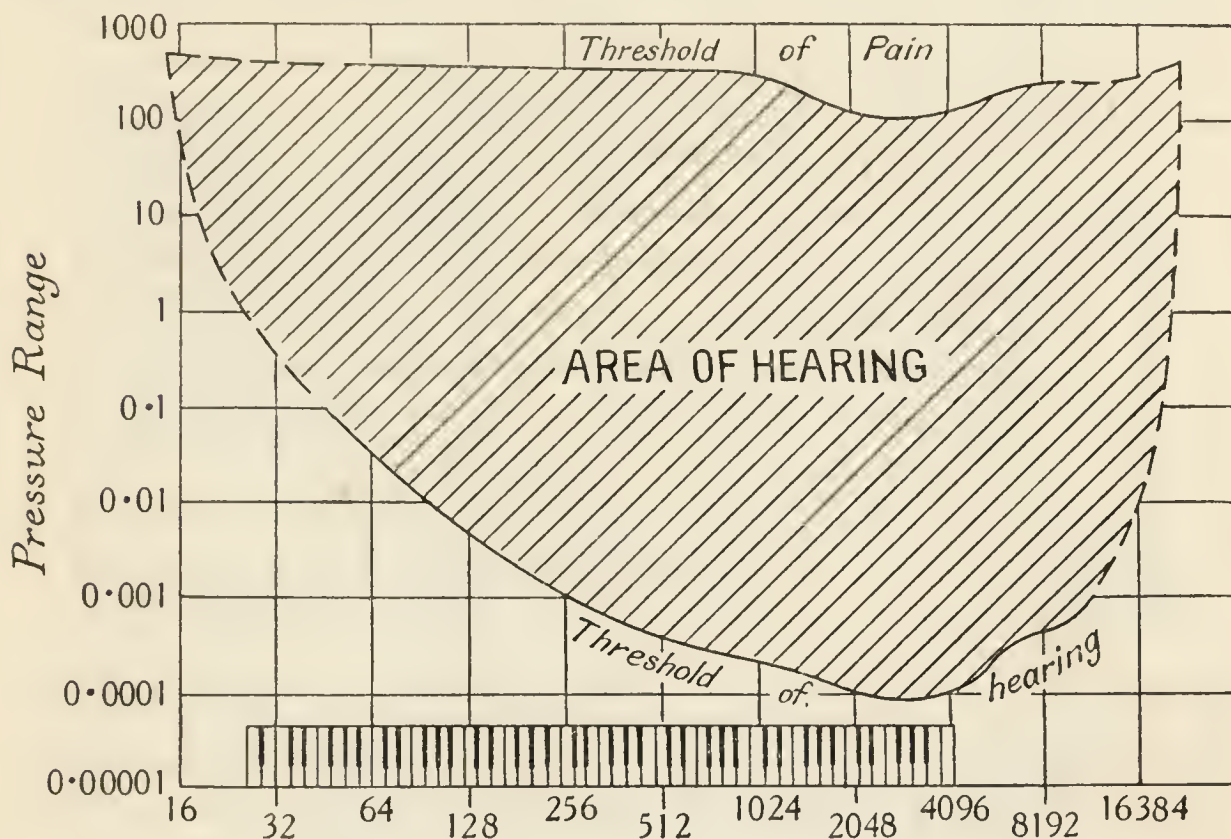 1000
100
10
1
0·1
0·01
0·001
0·0001
0·00001
Pressure Range
Threshold of Pain
AREA OF HEARING
Threshold of. hearing
16 32 64 128 256 512 1024 2048 4096 8192 16384